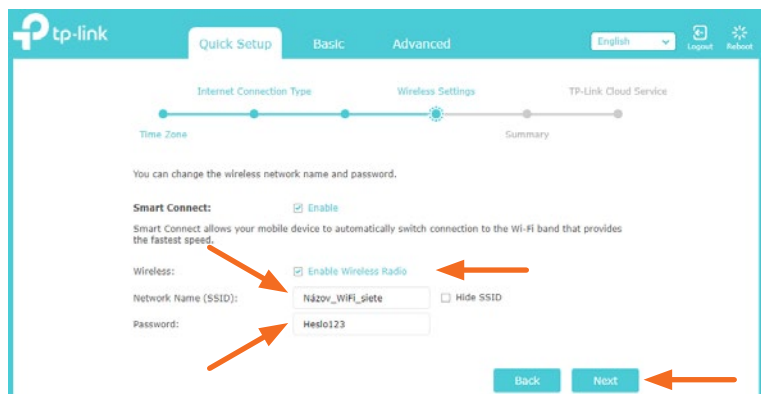 tp-link
Quick Setup Basic Advanced English Logout Reboot
Internet Connection Type Wireless Settings TP-Link Cloud Service
Time Zone Summary
You can change the wireless network name and password.
Smart Connect: Enable
Smart Connect allows your mobile device to automatically switch connection to the Wi-Fi band that provides
the fastest speed.
Wireless: Enable Wireless Radio
Network Name (SSID): Názov_WiFi_siete Hide SSID
Password: Heslo123
Back Next